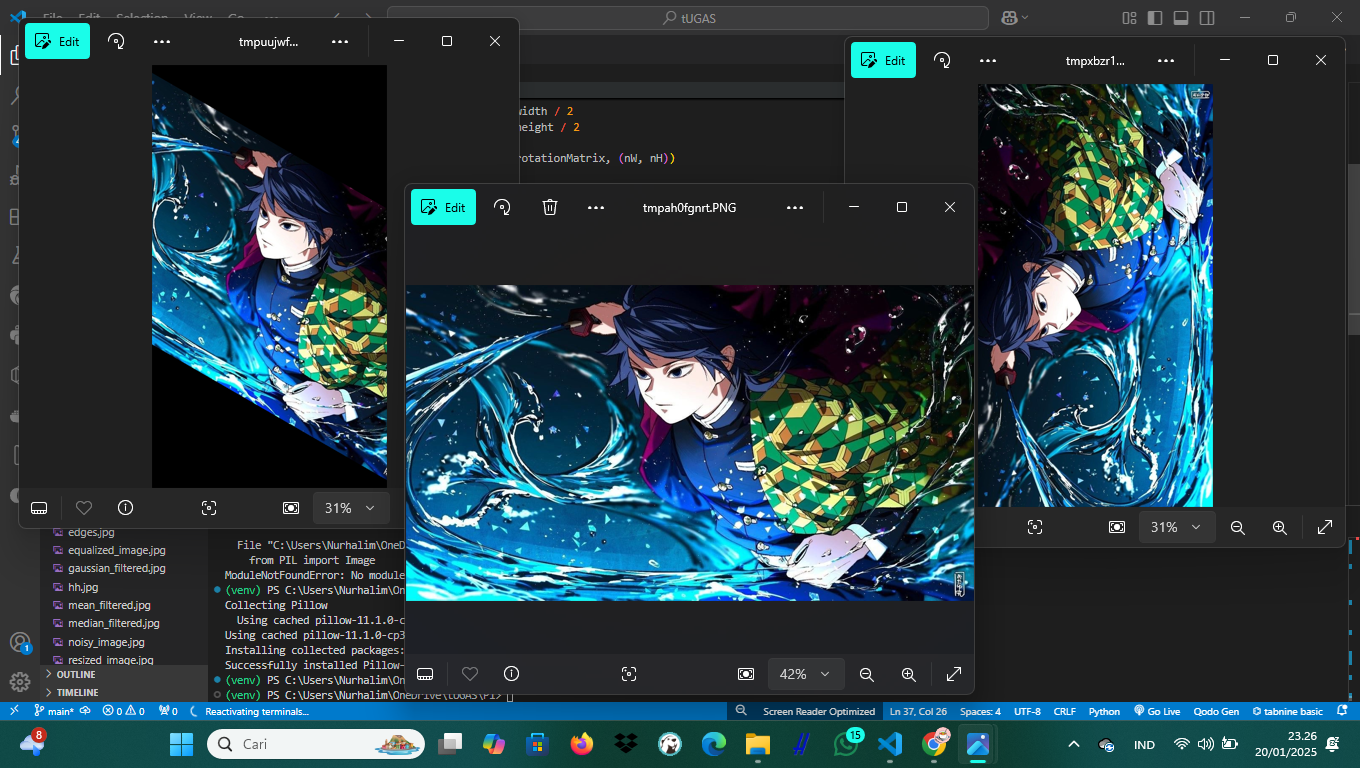 File Edit Selection View Go
tUGAS
Edit
tmpuujwf...
Edit
tmpxbzr1...
width / 2
height / 2
rotationMatrix, (nW, nH))
Edit
tmpah0fgnrt.PNG
31%
31%
42%
edges.jpg
equalized_image.jpg
gaussian_filtered.jpg
hh.jpg
mean_filtered.jpg
median_filtered.jpg
noisy_image.jpg
resized_image.jpg
OUTLINE
TIMELINE
File "C:\Users\Nurhalim\OneD
from PIL import Image
ModuleNotFoundError: No module
(venv) PS C:\Users\Nurhalim\On
Collecting Pillow
Using cached pillow-11.1.0-c
Using cached pillow-11.1.0-cp3
Installing collected packages:
Successfully installed Pillow-
(venv) PS C:\Users\Nurhalim\On
(venv) PS C:\Users\Nurhalim\OneDrive\tUGAS\P1>
1
main* 0 0 0 Reactivating terminals... Screen Reader Optimized Ln 37, Col 26 Spaces: 4 UTF-8 CRLF Python Go Live Qodo Gen tabnine basic
8
Cari
15
IND
23.26
20/01/2025